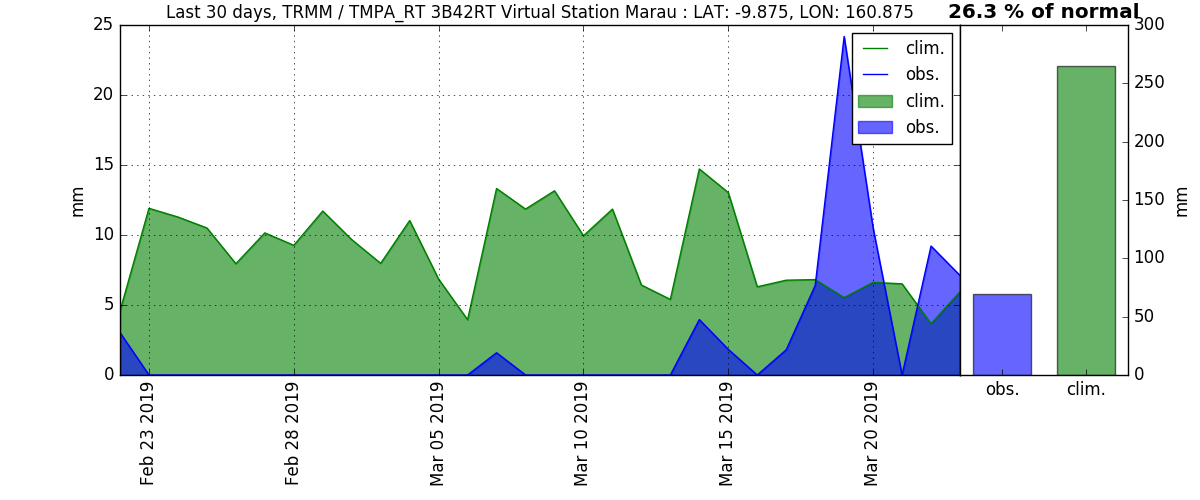 Last 30 days, TRMM / TMPA_RT 3B42RT Virtual Station Marau : LAT: -9.875, LON: 160.875
26.3 % of normal
clim.
obs.
clim.
obs.
mm
25
20
15
10
5
0
Feb 23 2019
Feb 28 2019
Mar 05 2019
Mar 10 2019
Mar 15 2019
Mar 20 2019
300
250
200
150
100
50
0
mm
obs.
clim.